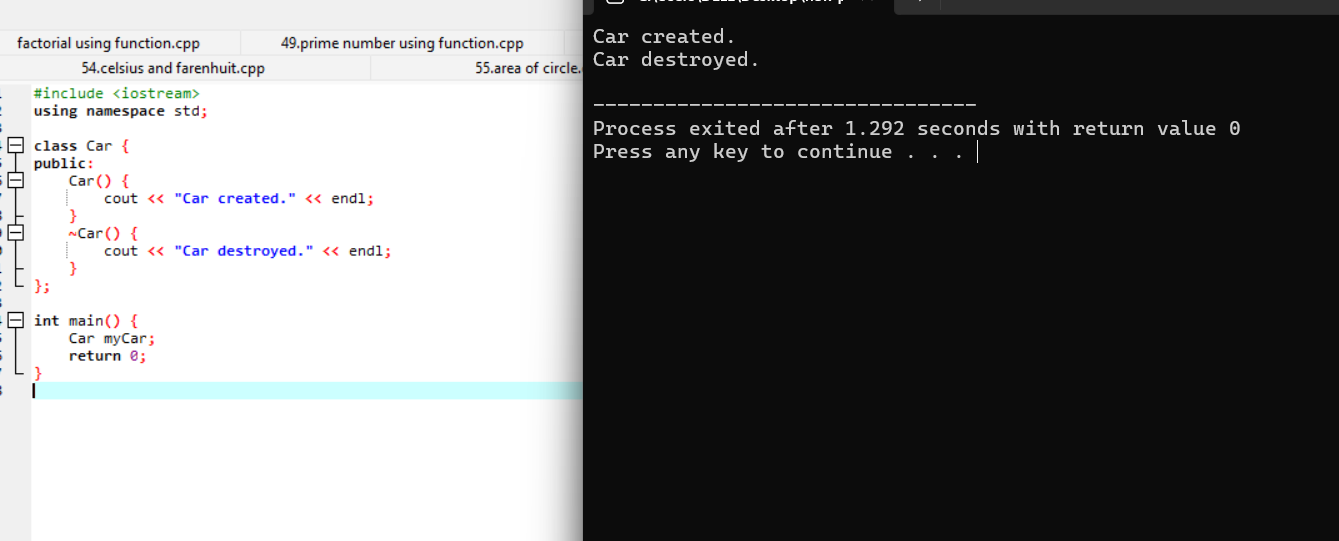 factorial using function.cpp
49.prime number using function.cpp
54.celsius and farenhuit.cpp
55.area of circle.
#include <iostream>
using namespace std;
class Car {
public:
Car() {
cout << "Car created." << endl;
}
~Car() {
cout << "Car destroyed." << endl;
}
};
int main() {
Car myCar;
return 0;
}
Car created.
Car destroyed.
--------------------------------
Process exited after 1.292 seconds with return value 0
Press any key to continue . . .